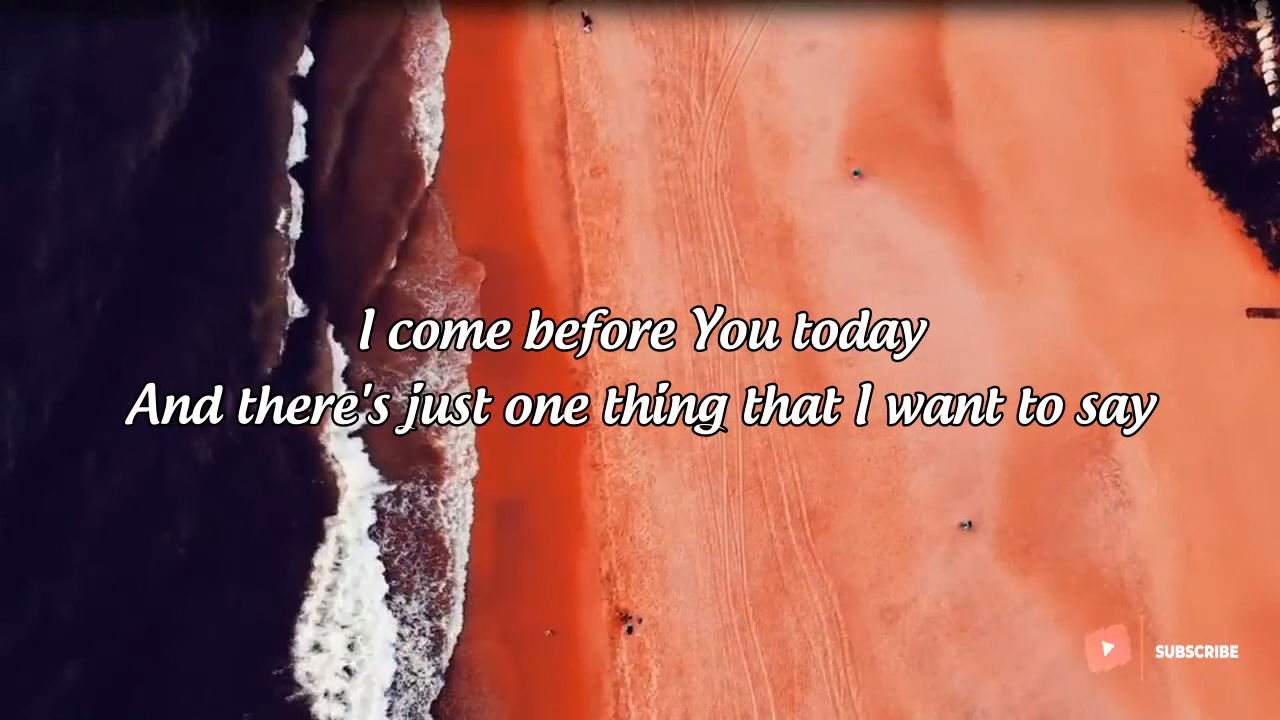 I come before You today
And there's just one thing that I want to say
SUBSCRIBE